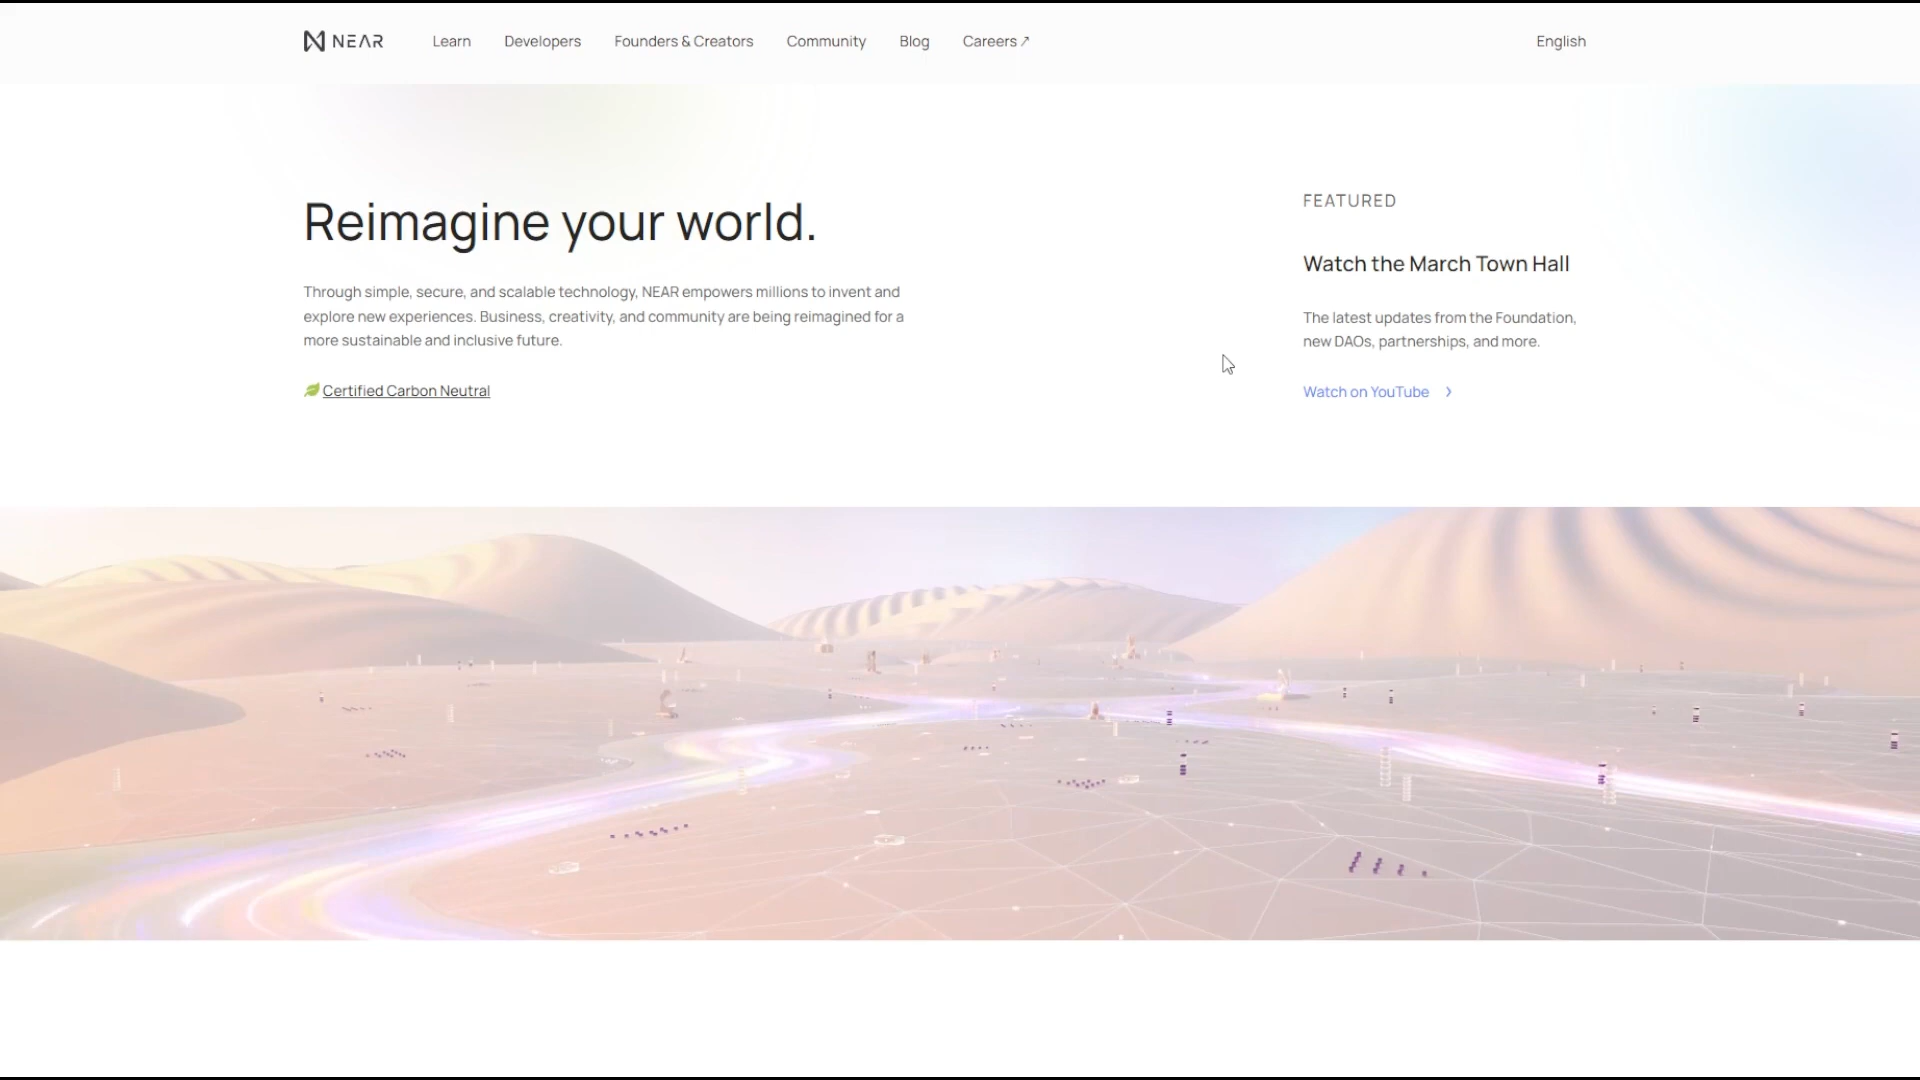 NEAR
Learn
Developers
Founders & Creators
Community
Blog
Careers ↗
English
Reimagine your world.
Through simple, secure, and scalable technology, NEAR empowers millions to invent and
explore new experiences. Business, creativity, and community are being reimagined for a
more sustainable and inclusive future.
Certified Carbon Neutral
FEATURED
Watch the March Town Hall
The latest updates from the Foundation,
new DAOs, partnerships, and more.
Watch on YouTube >